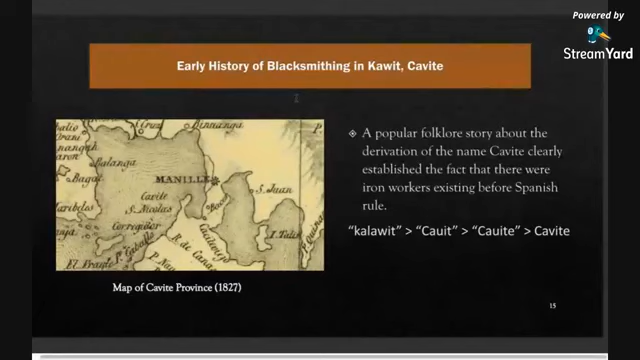 Powered by
StreamYard
Early History of Blacksmithing in Kawit, Cavite
Balanga
MANILLE
Cavite
S. Juan
S. Nicolas
Corregidor
❖ A popular folklore story about the
derivation of the name Cavite clearly
established the fact that there were
iron workers existing before Spanish
rule.
“kalawit” > “Cauit” > “Cauite” > Cavite
Map of Cavite Province (1827)
15